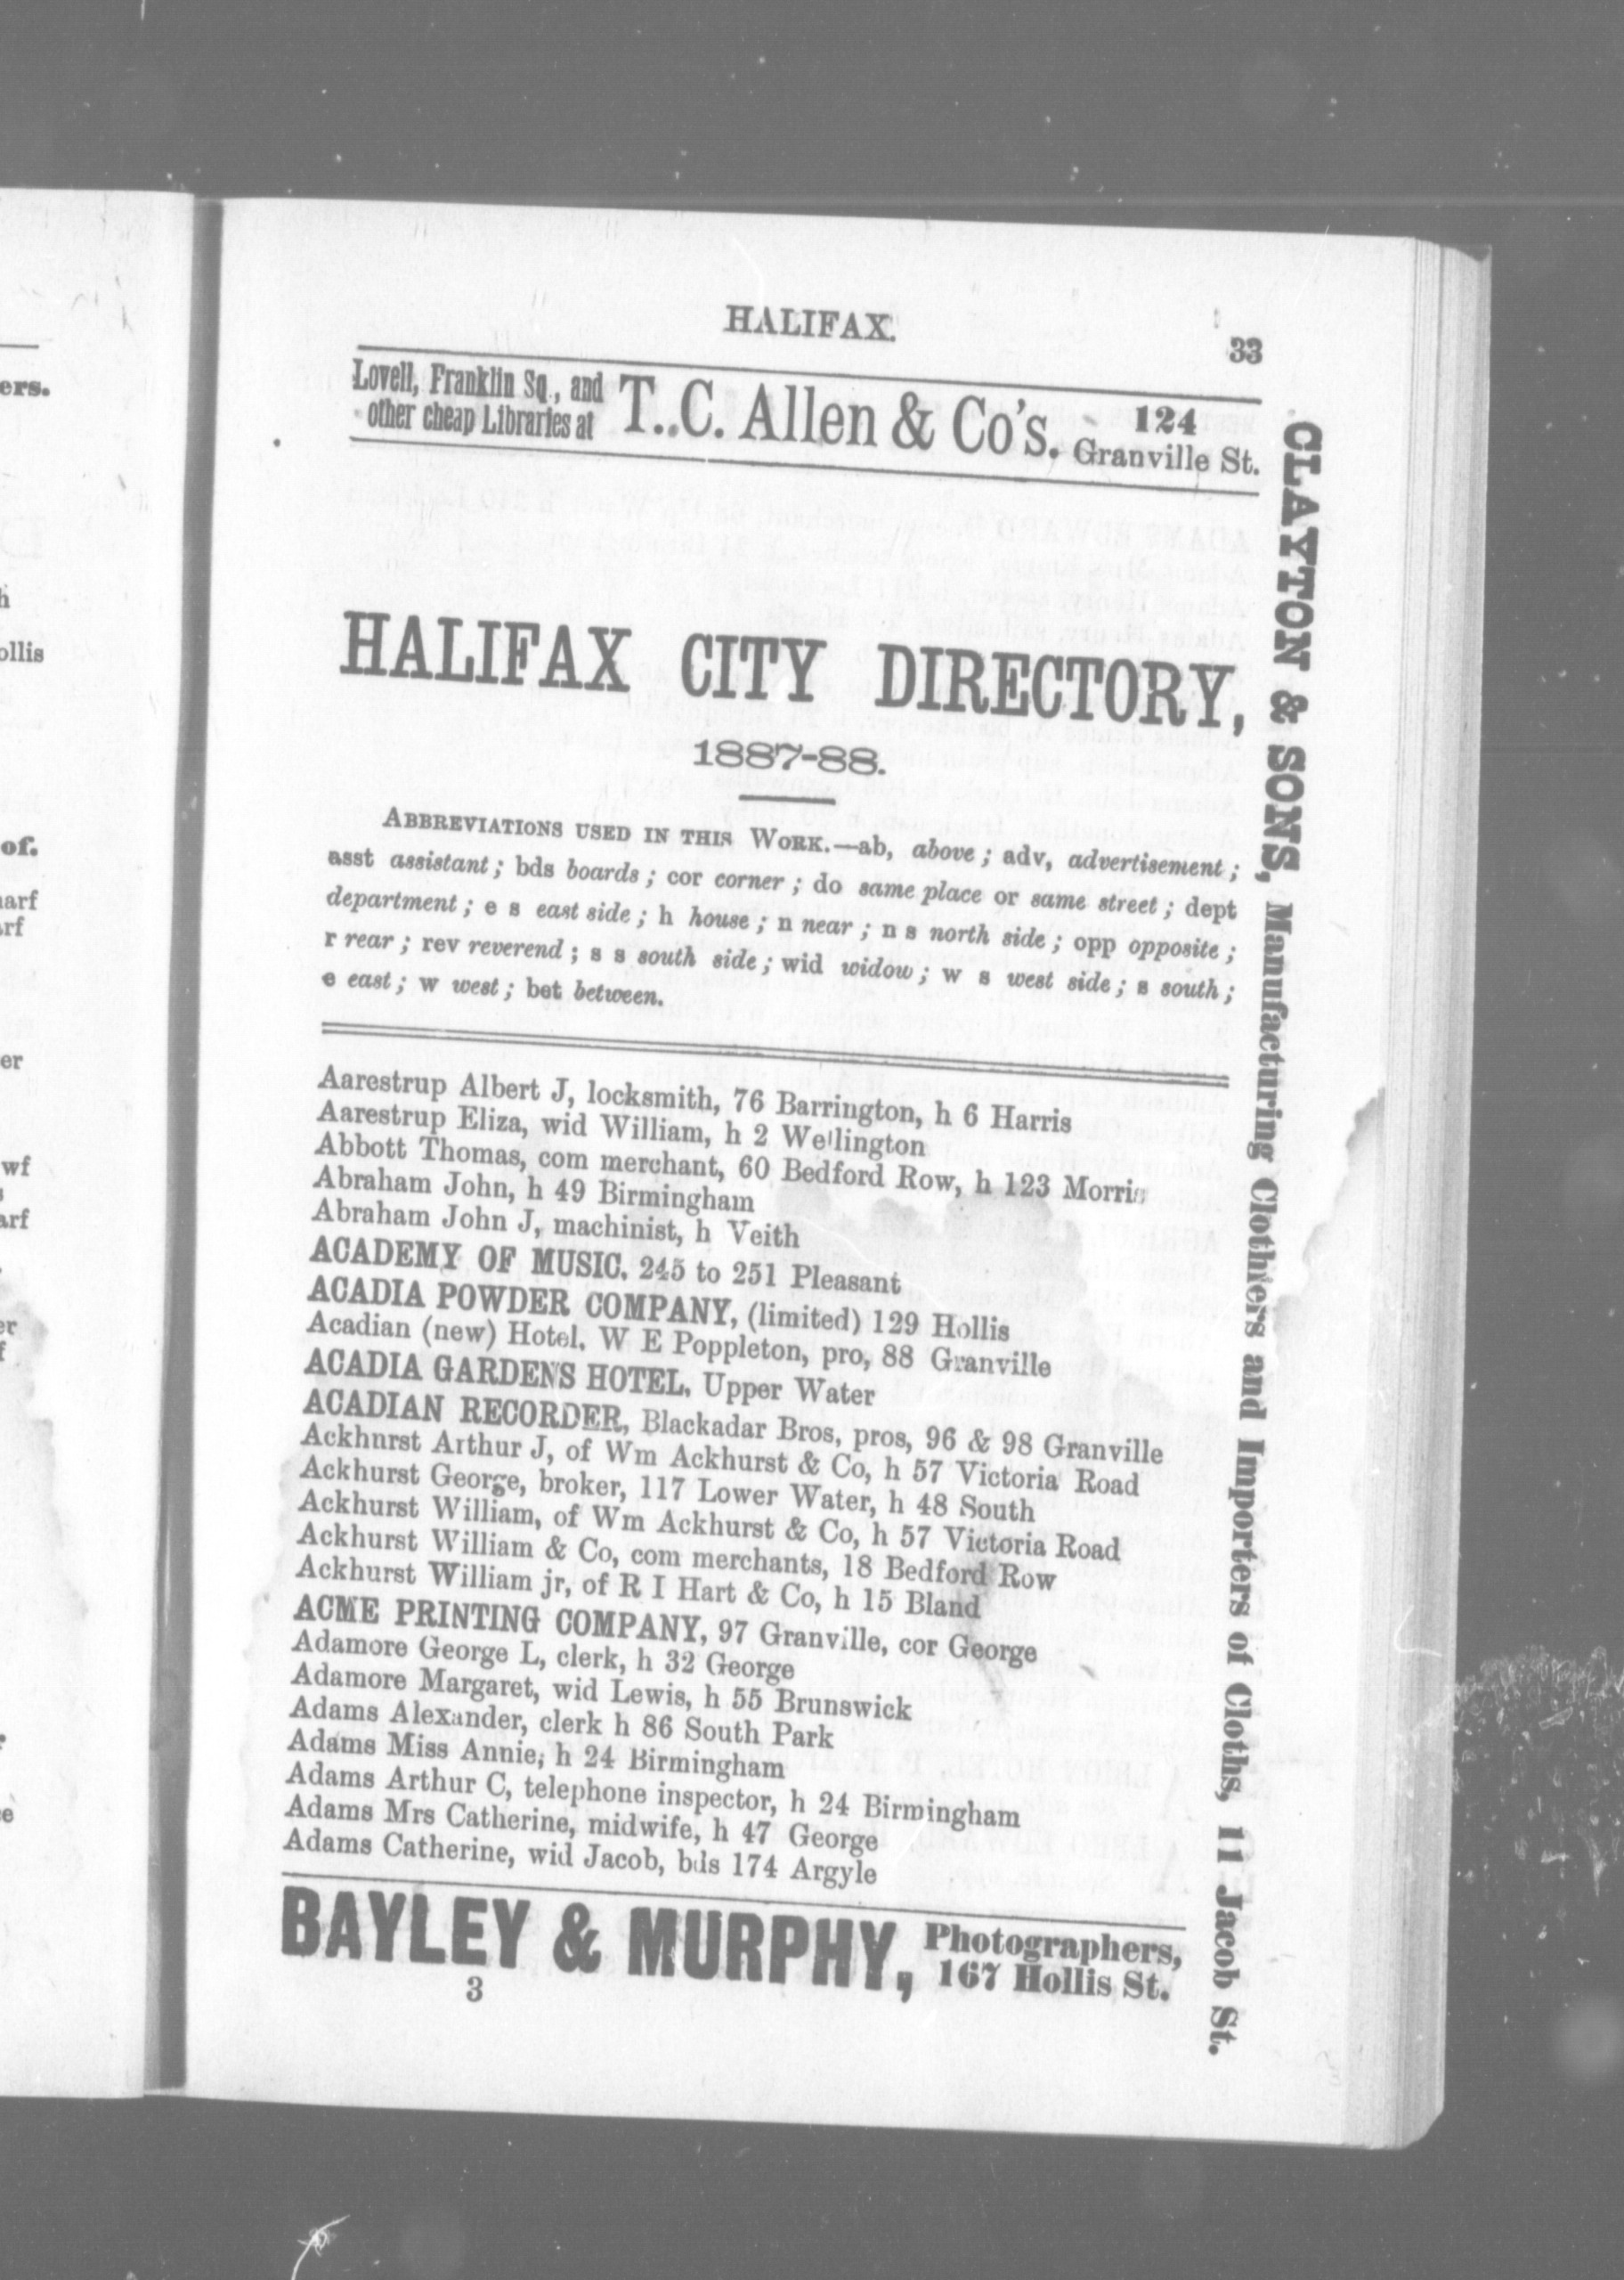 ers.
h
ollis
of.
arf
rf
er
wf
arf
er
f
HALIFAX.
33
Lovell, Franklin Sq., and
other cheap Libraries at
T. C. Allen & Co's.
124
Granville St.
HALIFAX CITY DIRECTORY,
1887-88.
ABBREVIATIONS USED IN THIS WORK.—ab, above; adv, advertisement;
asst assistant; bds boards; cor corner; do same place or same street; dept
department; e s east side; h house; n near; n s north side; opp opposite;
r rear; rev reverend; s s south side; wid widow; w s west side; s south;
e east; w west; bet between.
Aarestrup Albert J, locksmith, 76 Barrington, h 6 Harris
Aarestrup Eliza, wid William, h 2 Wellington
Abbott Thomas, com merchant, 60 Bedford Row, h 123 Morris
Abraham John, h 49 Birmingham
Abraham John J, machinist, h Veith
ACADEMY OF MUSIC, 245 to 251 Pleasant
ACADIA POWDER COMPANY, (limited) 129 Hollis
Acadian (new) Hotel, W E Poppleton, pro, 88 Granville
ACADIA GARDENS HOTEL, Upper Water
ACADIAN RECORDER, Blackadar Bros, pros, 96 & 98 Granville
Ackhnrst Arthur J, of Wm Ackhurst & Co, h 57 Victoria Road
Ackhurst George, broker, 117 Lower Water, h 48 South
Ackhurst William, of Wm Ackhurst & Co, h 57 Victoria Road
Ackhurst William & Co, com merchants, 18 Bedford Row
Ackhurst William jr, of R I Hart & Co, h 15 Bland
ACME PRINTING COMPANY, 97 Granville, cor George
Adamore George L, clerk, h 32 George
Adamore Margaret, wid Lewis, h 55 Brunswick
Adams Alexander, clerk h 86 South Park
Adams Miss Annie, h 24 Birmingham
Adams Arthur C, telephone inspector, h 24 Birmingham
Adams Mrs Catherine, midwife, h 47 George
Adams Catherine, wid Jacob, bds 174 Argyle
BAYLEY & MURPHY,
Photographers,
167 Hollis St.
3
CLAYTON & SONS, Manufacturing Clothiers and Importers of Cloths, 11 Jacob St.